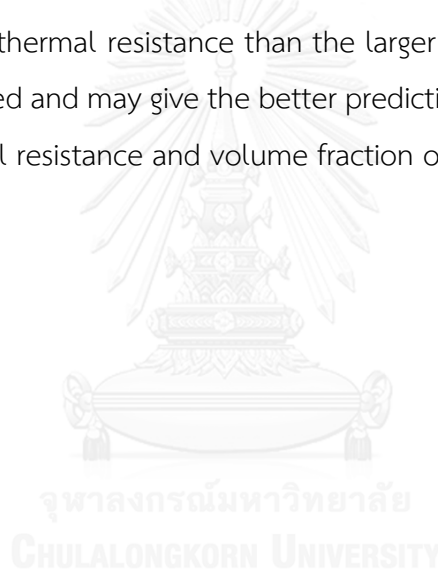 thermal resistance than the larger
ed and may give the better predicti
l resistance and volume fraction o
จุฬาลงกรณ์มหาวิทยาลัย
CHULALONGKORN UNIVERSITY